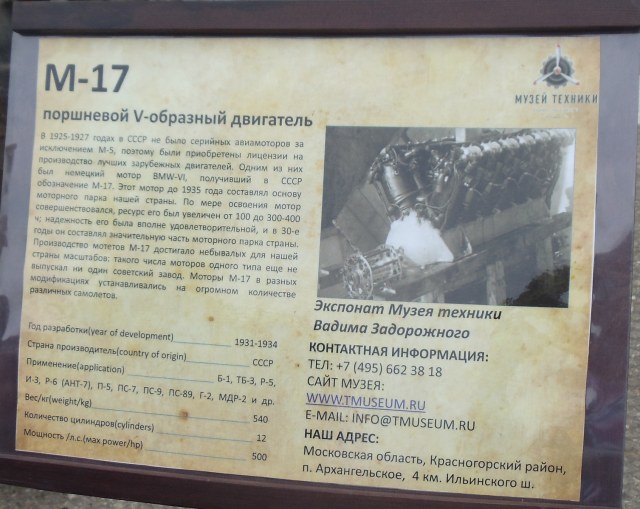 М-17
МУЗЕЙ ТЕХНИКИ
поршневой V-образный двигатель
В 1925-1927 годах в СССР не было серийных авиамоторов за
исключением М-5, поэтому были приобретены лицензии на
производство лучших зарубежных двигателей. Одним из них
был немецкий мотор BMW-VI, получивший в СССР
обозначение М-17. Этот мотор до 1935 года составлял основу
моторного парка нашей страны. По мере освоения мотор
совершенствовался, ресурс его был увеличен от 100 до 300-400
ч; надежность его была вполне удовлетворительной, и в 30-е
годы он составлял значительную часть моторного парка страны.
Производство мотетов М-17 достигало небывалых для нашей
страны масштабов: такого числа моторов одного типа еще не
выпускал ни один советский завод. Моторы М-17 в разных
модификациях устанавливались на огромном количестве
различных самолетов.
Год разработки(year of development) 1931-1934
Страна производитель(country of origin) СССР
Применение(application) Б-1, ТБ-3, Р-5,
И-3, Р-6 (АНТ-7), П-5, ПС-7, ПС-9, ПС-89, Г-2, МДР-2 и др.
Вес/кг(weight/kg) 540
Количество цилиндров(cylinders) 12
Мощность /л.с.(max power/hp) 500
Экспонат Музея техники
Вадима Задорожного
КОНТАКТНАЯ ИНФОРМАЦИЯ:
ТЕЛ: +7 (495) 662 38 18
САЙТ МУЗЕЯ:
WWW.TMUSEUM.RU
E-MAIL: INFO@TMUSEUM.RU
НАШ АДРЕС:
Московская область, Красногорский район,
п. Архангельское, 4 км. Ильинского ш.